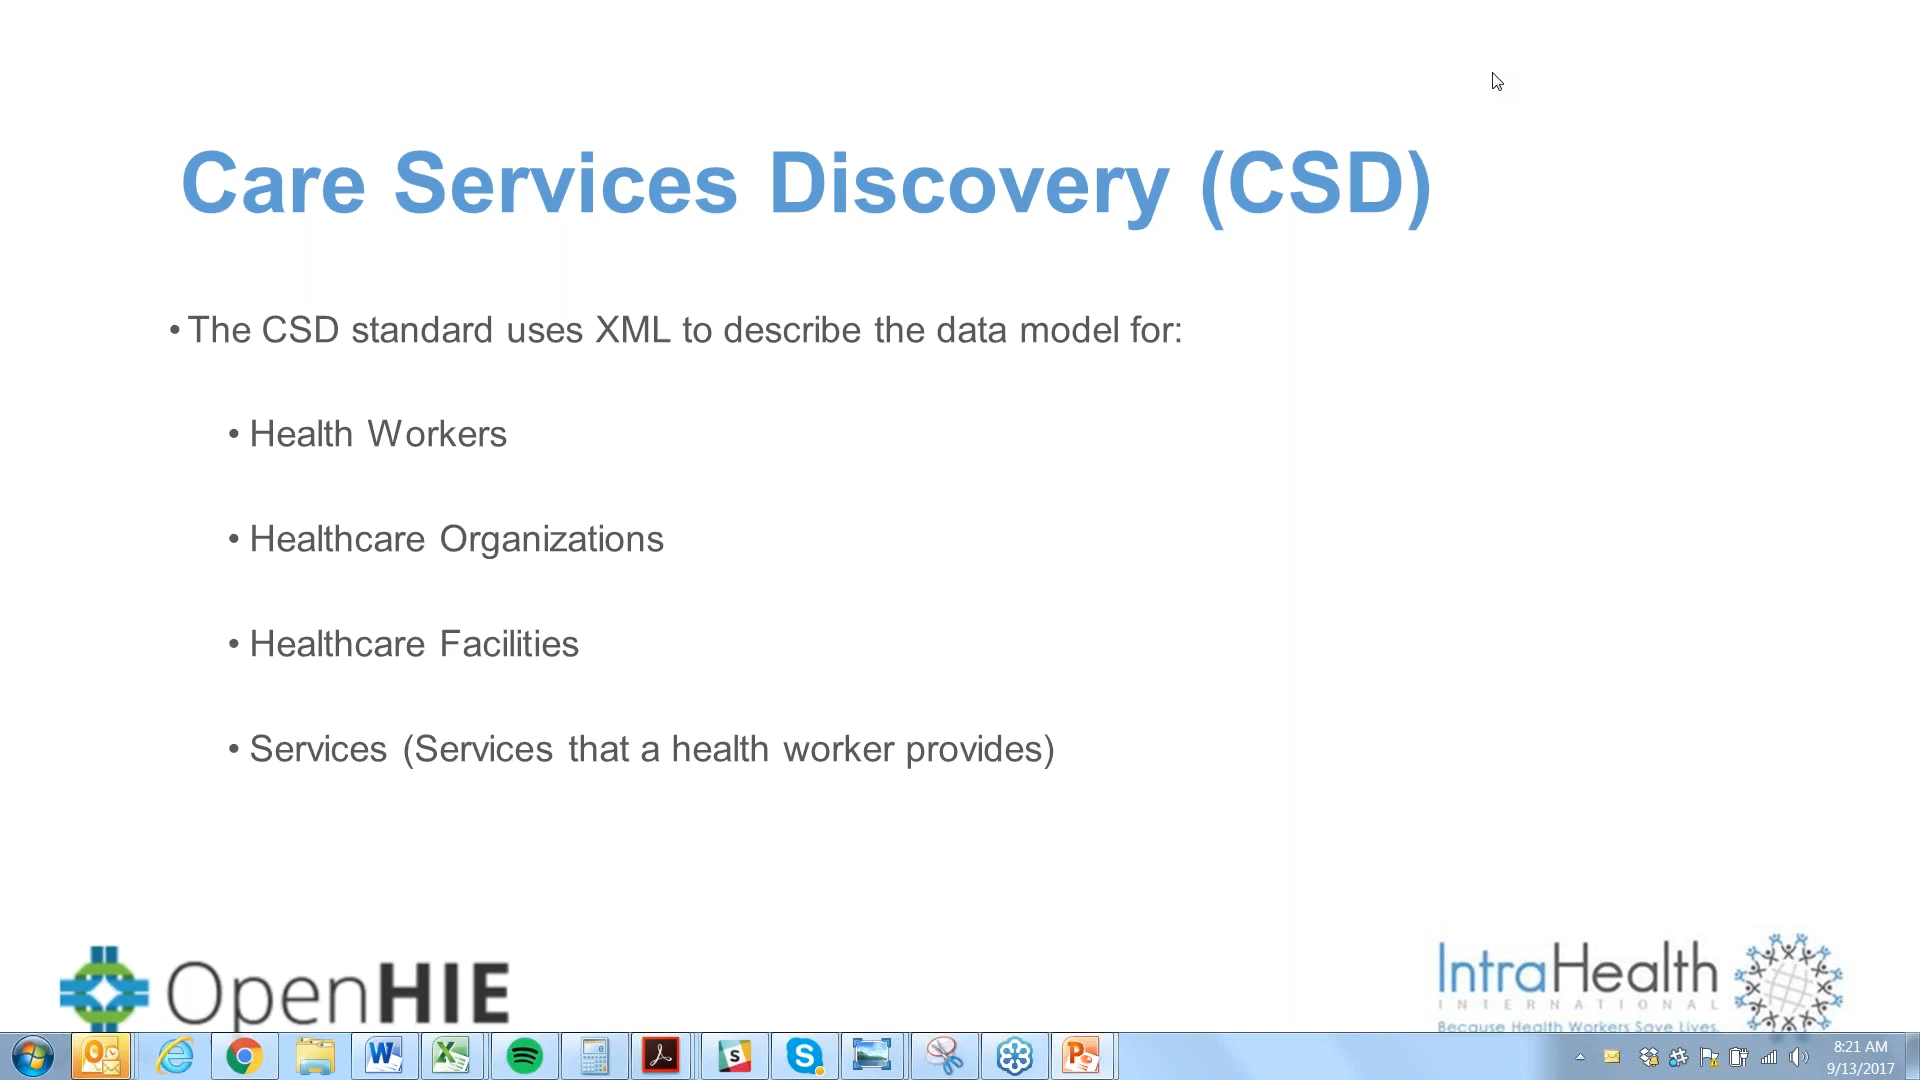 Care Services Discovery (CSD)
• The CSD standard uses XML to describe the data model for:
• Health Workers
• Healthcare Organizations
• Healthcare Facilities
• Services (Services that a health worker provides)
OpenHIE
IntraHealth
INTERNATIONAL
Because Health Workers Save Lives.
8:21 AM
9/13/2017